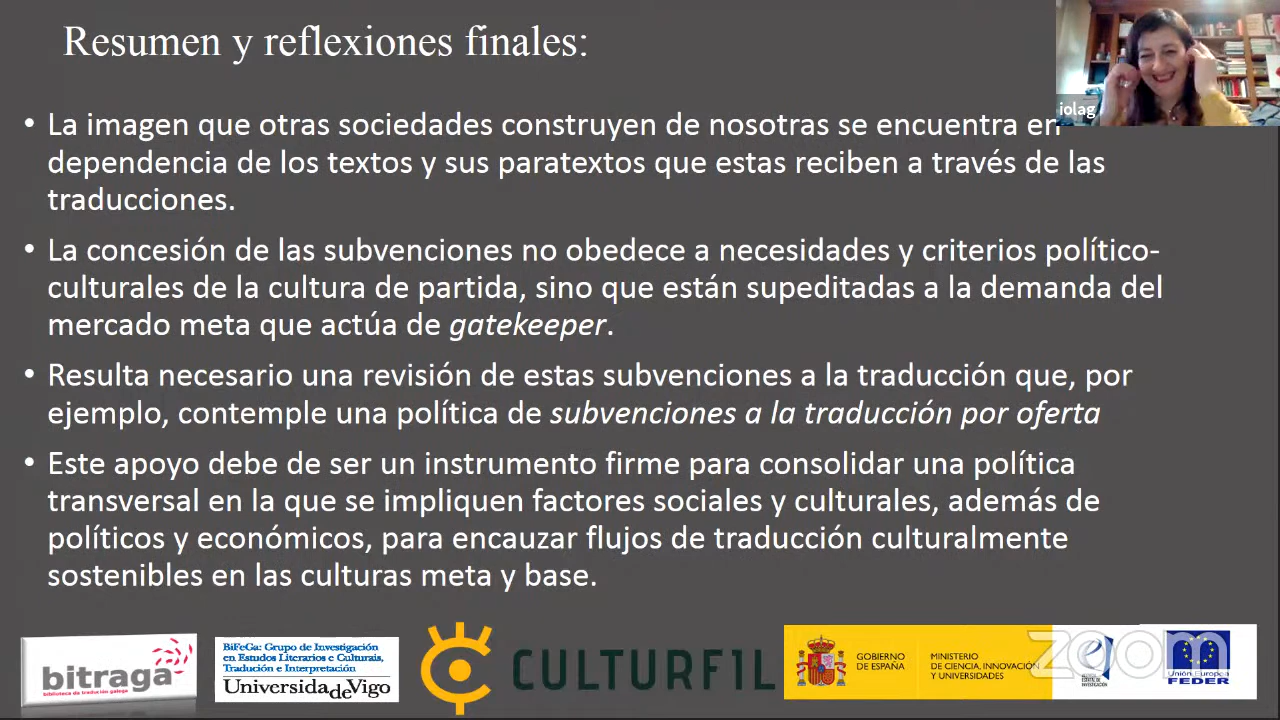 Resumen y reflexiones finales:
iolag
• La imagen que otras sociedades construyen de nosotras se encuentra en
dependencia de los textos y sus paratextos que estas reciben a través de las
traducciones.
• La concesión de las subvenciones no obedece a necesidades y criterios político-
culturales de la cultura de partida, sino que están supeditadas a la demanda del
mercado meta que actúa de gatekeeper.
• Resulta necesario una revisión de estas subvenciones a la traducción que, por
ejemplo, contemple una política de subvenciones a la traducción por oferta
• Este apoyo debe de ser un instrumento firme para consolidar una política
transversal en la que se impliquen factores sociales y culturales, además de
políticos y económicos, para encauzar flujos de traducción culturalmente
sostenibles en las culturas meta y base.
bitraga
biblioteca da tradución galega
BiFeGa: Grupo de Investigación
en Estudios Literarios e Culturais,
Tradución e Interpretación
UniversidadeVigo
CULTURFIL
GOBIERNO
DE ESPAÑA
MINISTERIO
DE CIENCIA, INNOVACIÓN
Y UNIVERSIDADES
zoom
Unión Europea
FEDER